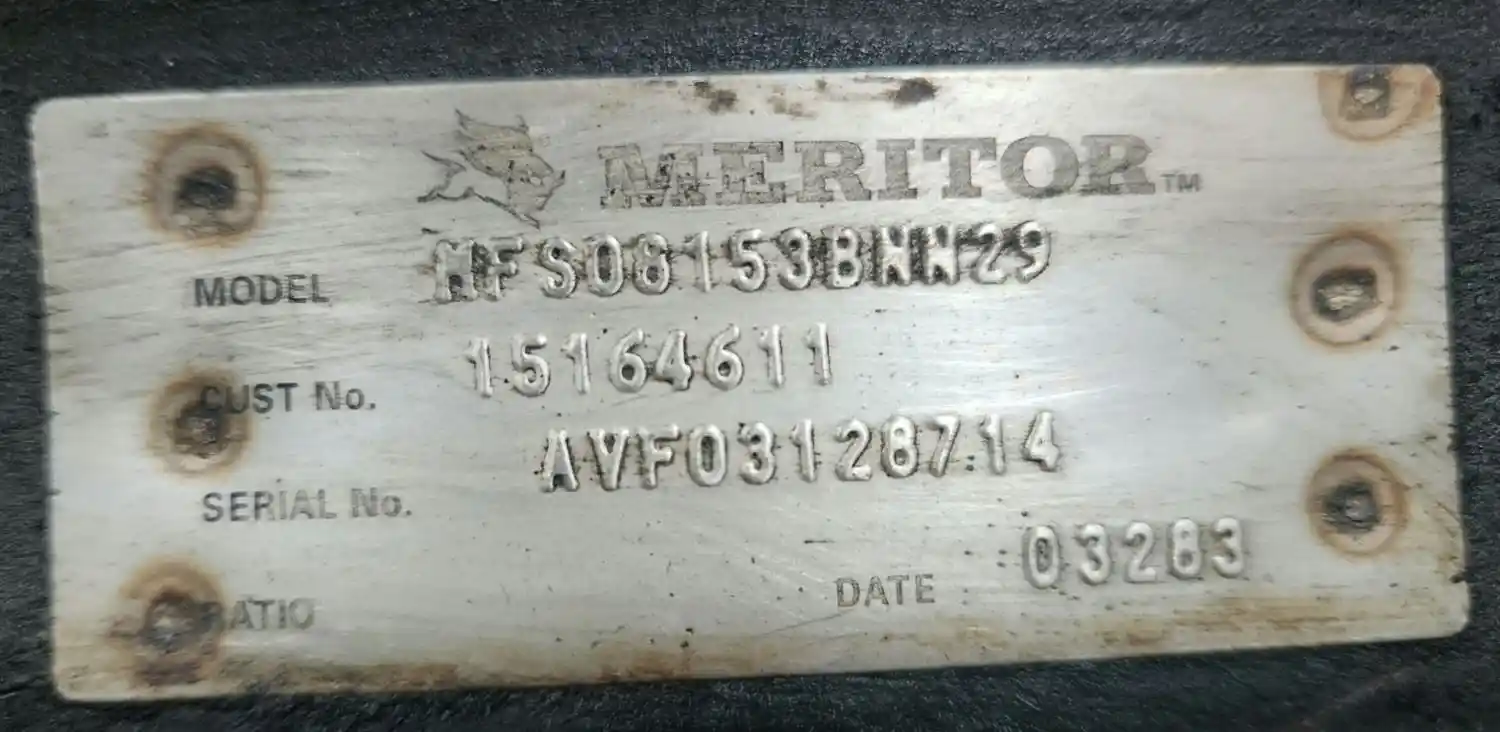 MERITOR™
MODEL MFS08153BNN29
CUST No. 15164611
SERIAL No. AVF03128714
RATIO DATE 03283